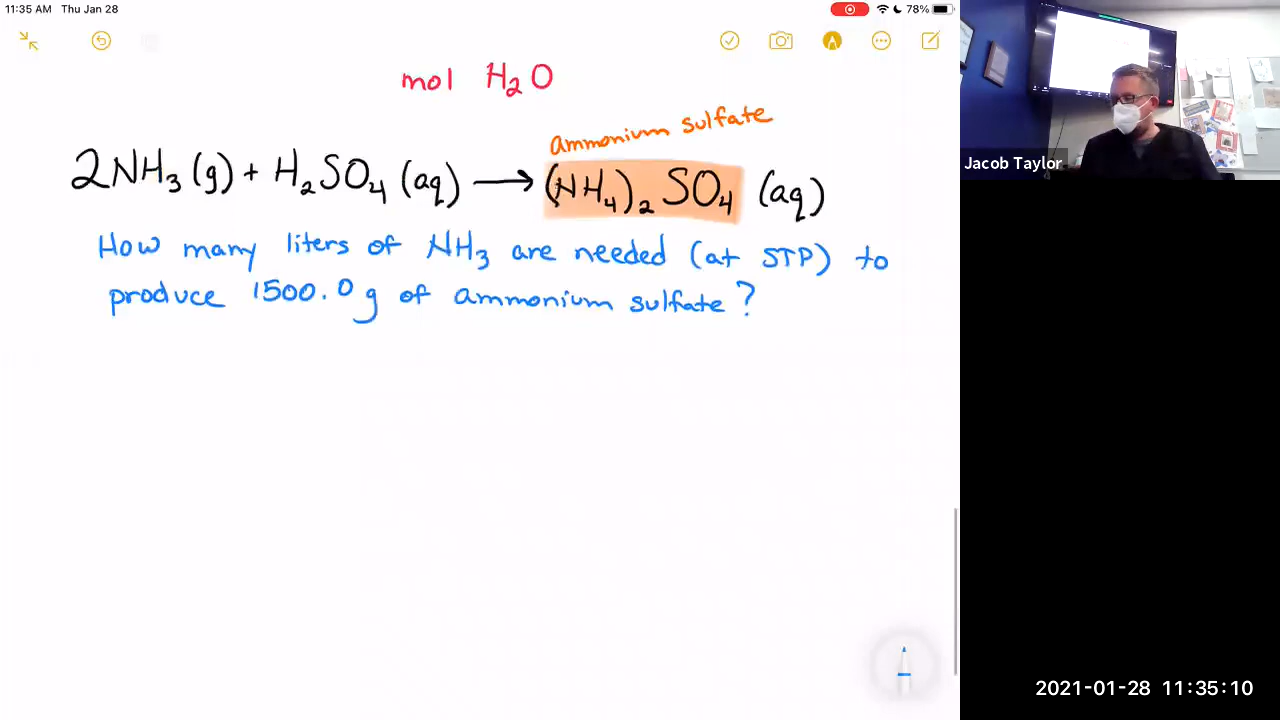 11:35 AM Thu Jan 28
78%
mol H₂O
ammonium sulfate
2NH₃ (g) + H₂SO₄ (aq) → (NH₄)₂ SO₄ (aq)
How many liters of NH₃ are needed (at STP) to
produce 1500.0 g of ammonium sulfate?
Jacob Taylor
2021-01-28 11:35:10